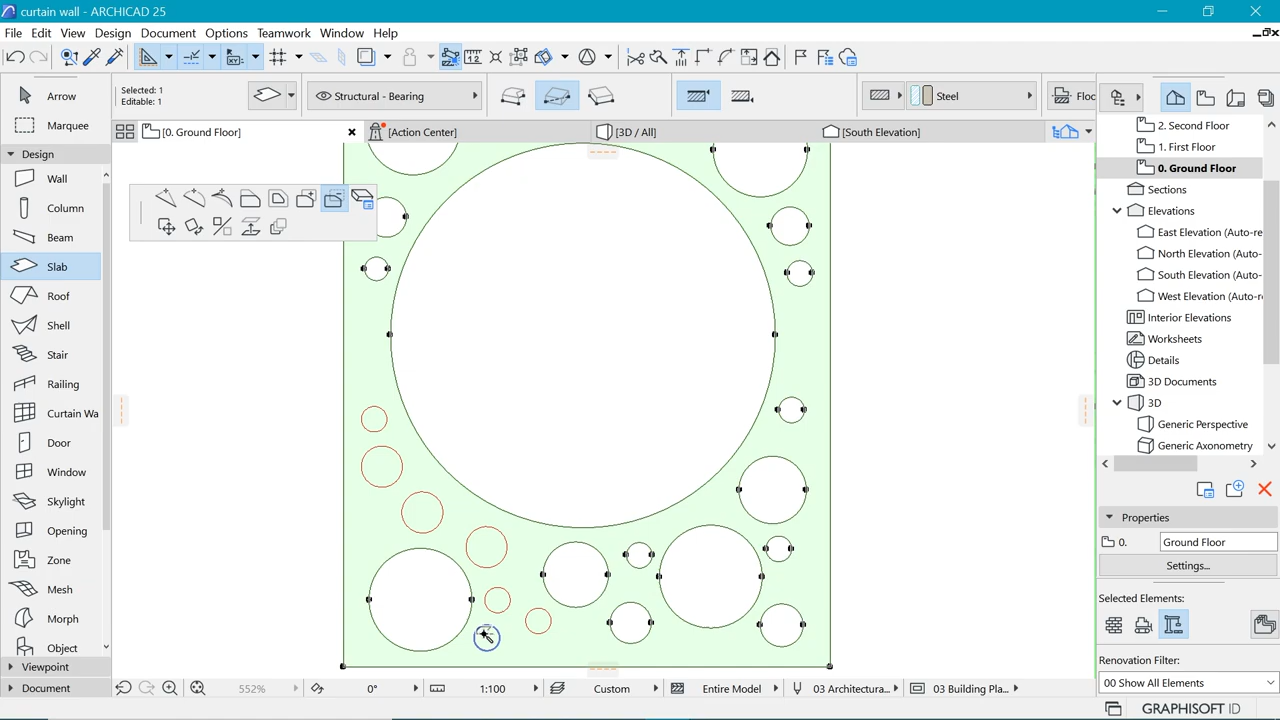 curtain wall - ARCHICAD 25
File Edit View Design Document Options Teamwork Window Help
Selected: 1
Editable: 1
Structural - Bearing
Steel
Floo
[0. Ground Floor]
[Action Center]
[3D / All]
[South Elevation]
Arrow
Marquee
Design
Wall
Column
Beam
Slab
Roof
Shell
Stair
Railing
Curtain Wa
Door
Window
Skylight
Opening
Zone
Mesh
Morph
Object
Viewpoint
Document
2. Second Floor
1. First Floor
0. Ground Floor
Sections
Elevations
East Elevation (Auto-re
North Elevation (Auto-
South Elevation (Auto-
West Elevation (Auto-r
Interior Elevations
Worksheets
Details
3D Documents
3D
Generic Perspective
Generic Axonometry
Properties
0. Ground Floor
Settings...
Selected Elements:
Renovation Filter:
00 Show All Elements
552% 0° 1:100 Custom Entire Model 03 Architectura... 03 Building Pla...
GRAPHISOFT ID